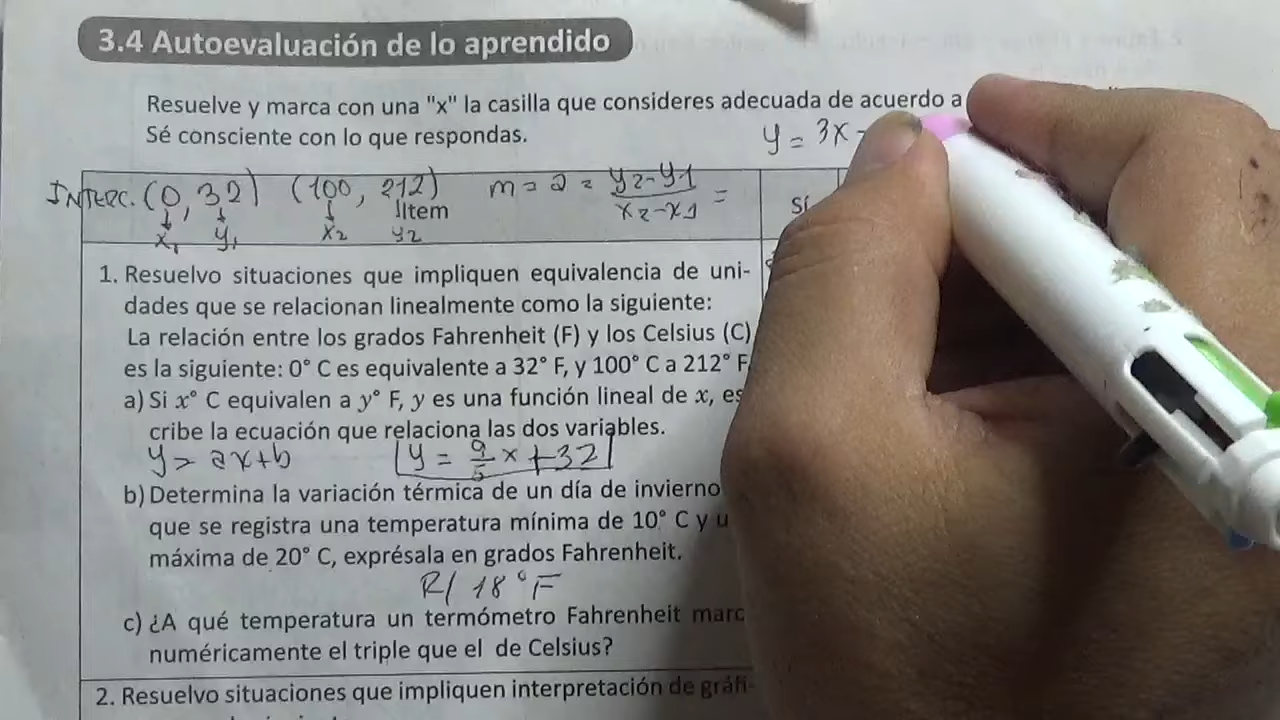 3.4 Autoevaluación de lo aprendido
Resuelve y marca con una "x" la casilla que consideres adecuada de acuerdo a
Sé consciente con lo que respondas.
y = 3x
INTERC. (0, 32) (100, 212) m = a = y2-y1 / x2-x1 =
Ítem
Sí
x1 y1 x2 y2
1. Resuelvo situaciones que impliquen equivalencia de uni-
dades que se relacionan linealmente como la siguiente:
La relación entre los grados Fahrenheit (F) y los Celsius (C)
es la siguiente: 0° C es equivalente a 32° F, y 100° C a 212° F
a) Si x° C equivalen a y° F, y es una función lineal de x, es
cribe la ecuación que relaciona las dos variables.
y = ax+b y = 9/5 x + 32
b) Determina la variación térmica de un día de invierno
que se registra una temperatura mínima de 10° C y u
máxima de 20° C, exprésala en grados Fahrenheit.
R/ 18 °F
c) ¿A qué temperatura un termómetro Fahrenheit marc
numéricamente el triple que el de Celsius?
2. Resuelvo situaciones que impliquen interpretación de gráfi-